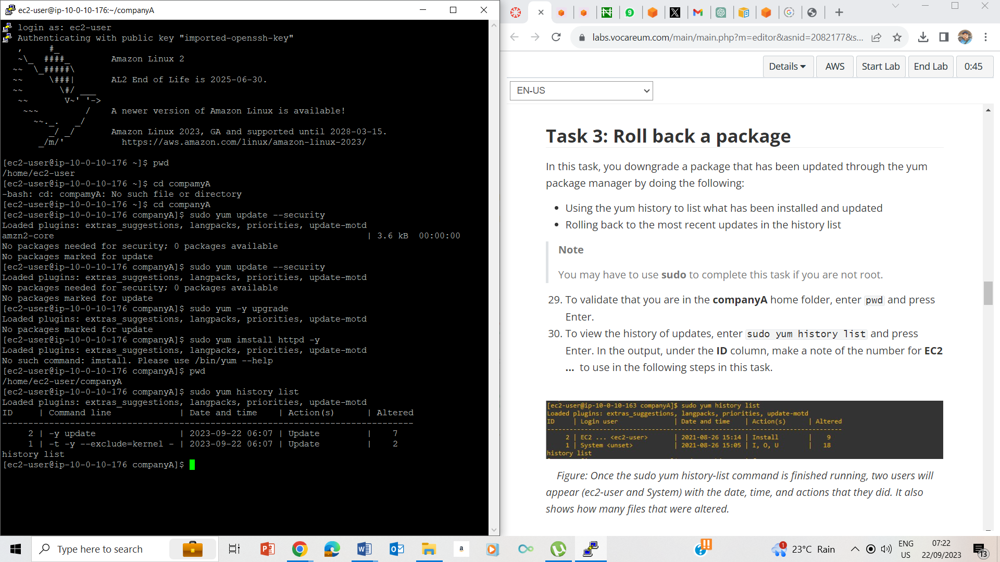 ec2-user@ip-10-0-10-176:~/companyA
login as: ec2-user
Authenticating with public key "imported-openssh-key"
       ,     #_
   ~\_  ####_        Amazon Linux 2
  ~~  \_#####\
  ~~     \###|       AL2 End of Life is 2025-06-30.
  ~~       \#/ ___
   ~~       V~' '->
    ~~~         /    A newer version of Amazon Linux is available!
      ~~._.   _/
         _/ _/       Amazon Linux 2023, GA and supported until 2028-03-15.
       _/m/'           https://aws.amazon.com/linux/amazon-linux-2023/
[ec2-user@ip-10-0-10-176 ~]$ pwd
/home/ec2-user
[ec2-user@ip-10-0-10-176 ~]$ cd compamyA
-bash: cd: compamyA: No such file or directory
[ec2-user@ip-10-0-10-176 ~]$ cd companyA
[ec2-user@ip-10-0-10-176 companyA]$ sudo yum update --security
Loaded plugins: extras_suggestions, langpacks, priorities, update-motd
amzn2-core | 3.6 kB 00:00:00
No packages needed for security; 0 packages available
No packages marked for update
[ec2-user@ip-10-0-10-176 companyA]$ sudo yum update --security
Loaded plugins: extras_suggestions, langpacks, priorities, update-motd
No packages needed for security; 0 packages available
No packages marked for update
[ec2-user@ip-10-0-10-176 companyA]$ sudo yum -y upgrade
Loaded plugins: extras_suggestions, langpacks, priorities, update-motd
No packages marked for update
[ec2-user@ip-10-0-10-176 companyA]$ sudo yum imstall httpd -y
Loaded plugins: extras_suggestions, langpacks, priorities, update-motd
No such command: imstall. Please use /bin/yum --help
[ec2-user@ip-10-0-10-176 companyA]$ pwd
/home/ec2-user/companyA
[ec2-user@ip-10-0-10-176 companyA]$ sudo yum history list
Loaded plugins: extras_suggestions, langpacks, priorities, update-motd
ID | Command line | Date and time | Action(s) | Altered
-------------------------------------------------------------------------------
2 | -y update | 2023-09-22 06:07 | Update | 7
1 | -t -y --exclude=kernel - | 2023-09-22 06:07 | Update | 2
history list
[ec2-user@ip-10-0-10-176 companyA]$
labs.vocareum.com/main/main.php?m=editor&asnid=2082177&s...
Details AWS Start Lab End Lab 0:45
EN-US
Task 3: Roll back a package
In this task, you downgrade a package that has been updated through the yum
package manager by doing the following:
• Using the yum history to list what has been installed and updated
• Rolling back to the most recent updates in the history list
Note
You may have to use sudo to complete this task if you are not root.
29. To validate that you are in the companyA home folder, enter pwd and press
Enter.
30. To view the history of updates, enter sudo yum history list and press
Enter. In the output, under the ID column, make a note of the number for EC2
... to use in the following steps in this task.
[ec2-user@ip-10-0-10-163 companyA]$ sudo yum history list
Loaded plugins: extras_suggestions, langpacks, priorities, update-motd
ID | Login user | Date and time | Action(s) | Altered
-------------------------------------------------------------------------------
2 | EC2 ... <ec2-user> | 2021-08-26 15:14 | Install | 9
1 | System <unset> | 2021-08-26 15:05 | I, O, U | 18
history list
Figure: Once the sudo yum history-list command is finished running, two users will
appear (ec2-user and System) with the date, time, and actions that they did. It also
shows how many files that were altered.
Type here to search
a
1
23°C Rain
ENG
US
07:22
22/09/2023
13